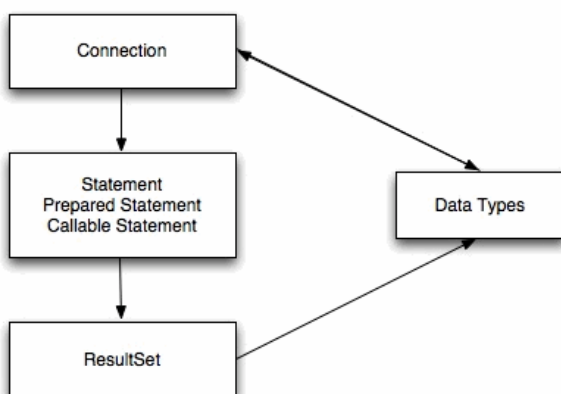 Connection
Statement
Prepared Statement
Callable Statement
Data Types
ResultSet